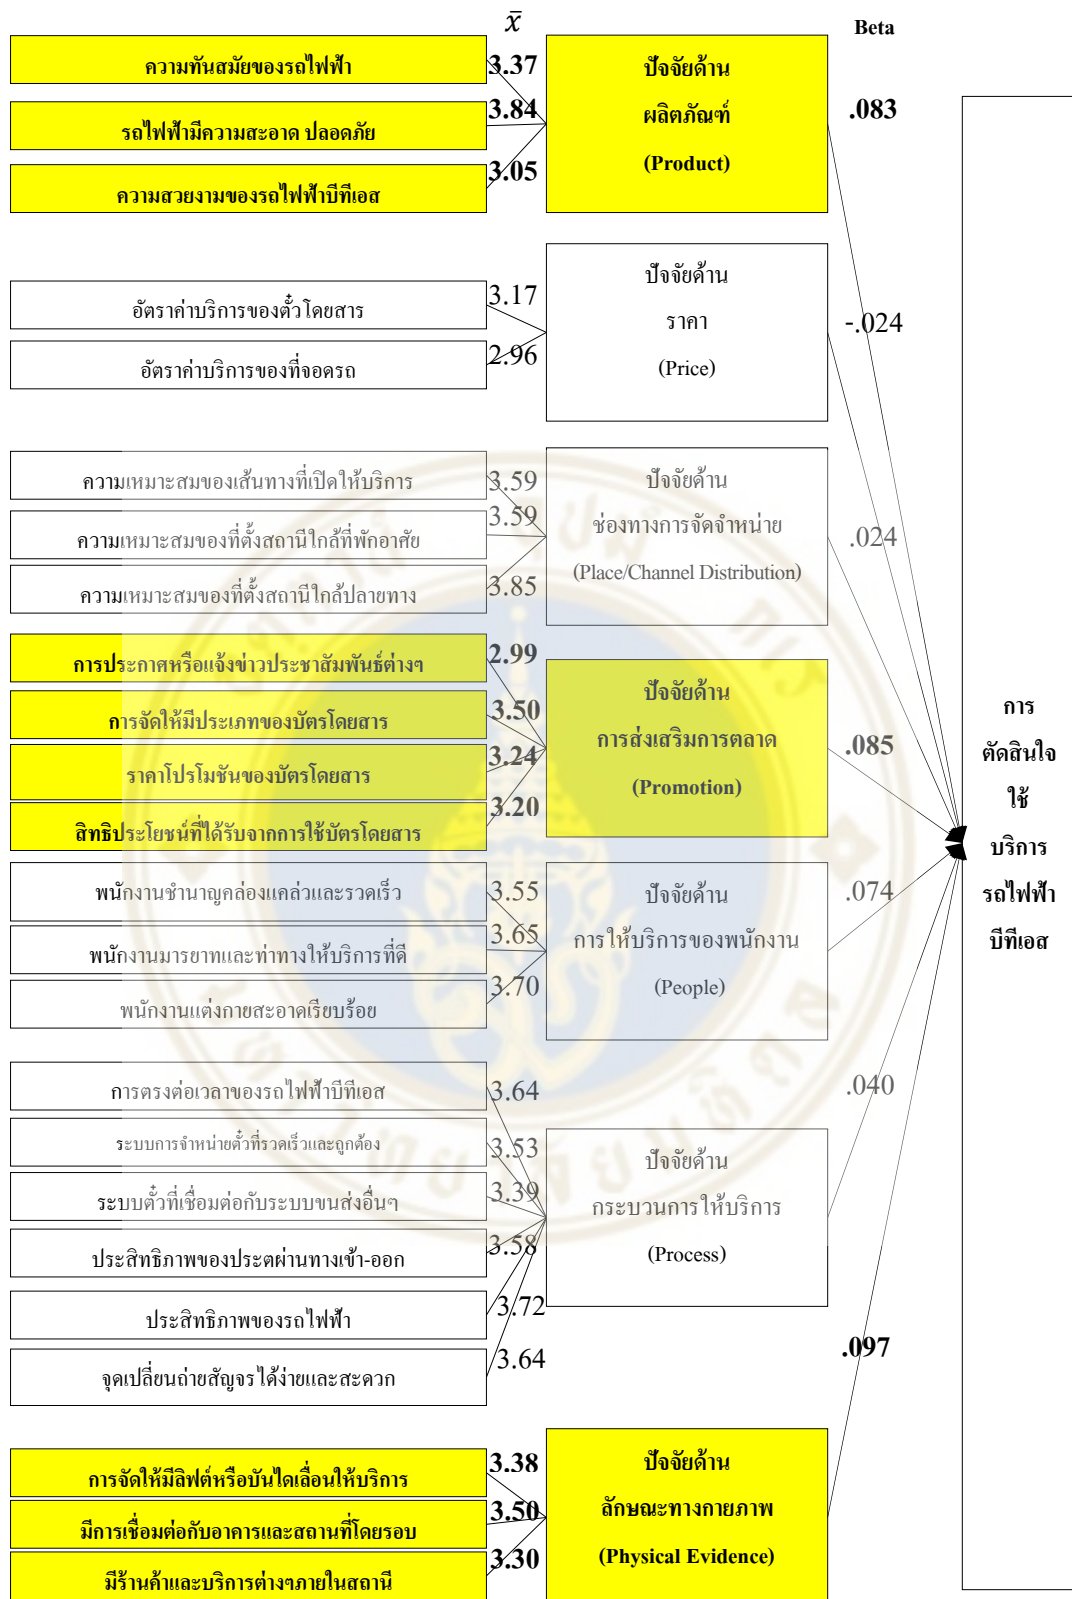 x̄
Beta
ความทันสมัยของรถไฟฟ้า
3.37
รถไฟฟ้ามีความสะอาด ปลอดภัย
3.84
ความสวยงามของรถไฟฟ้าบีทีเอส
3.05
ปัจจัยด้าน
ผลิตภัณฑ์
(Product)
.083
อัตราค่าบริการของตั๋วโดยสาร
3.17
อัตราค่าบริการของที่จอดรถ
2.96
ปัจจัยด้าน
ราคา
(Price)
-.024
ความเหมาะสมของเส้นทางที่เปิดให้บริการ
3.59
ความเหมาะสมของที่ตั้งสถานีใกล้ที่พักอาศัย
3.59
ความเหมาะสมของที่ตั้งสถานีใกล้ปลายทาง
3.85
ปัจจัยด้าน
ช่องทางการจัดจำหน่าย
(Place/Channel Distribution)
.024
การประกาศหรือแจ้งข่าวประชาสัมพันธ์ต่างๆ
2.99
การจัดให้มีประเภทของบัตรโดยสาร
3.50
ราคาโปรโมชันของบัตรโดยสาร
3.24
สิทธิประโยชน์ที่ได้รับจากการใช้บัตรโดยสาร
3.20
ปัจจัยด้าน
การส่งเสริมการตลาด
(Promotion)
.085
พนักงานชำนาญคล่องแคล่วและรวดเร็ว
3.55
พนักงานมารยาทและท่าทางให้บริการที่ดี
3.65
พนักงานแต่งกายสะอาดเรียบร้อย
3.70
ปัจจัยด้าน
การให้บริการของพนักงาน
(People)
.074
การตรงต่อเวลาของรถไฟฟ้าบีทีเอส
3.64
ระบบการจำหน่ายตั๋วที่รวดเร็วและถูกต้อง
3.53
ระบบตั๋วที่เชื่อมต่อกับระบบขนส่งอื่นๆ
3.39
ประสิทธิภาพของประตผ่านทางเข้า-ออก
3.58
ประสิทธิภาพของรถไฟฟ้า
3.72
จุดเปลี่ยนถ่ายสัญจรได้ง่ายและสะดวก
3.64
ปัจจัยด้าน
กระบวนการให้บริการ
(Process)
.040
การจัดให้มีลิฟต์หรือบันไดเลื่อนให้บริการ
3.38
มีการเชื่อมต่อกับอาคารและสถานที่โดยรอบ
3.50
มีร้านค้าและบริการต่างๆภายในสถานี
3.30
ปัจจัยด้าน
ลักษณะทางกายภาพ
(Physical Evidence)
.097
การ
ตัดสินใจ
ใช้
บริการ
รถไฟฟ้า
บีทีเอส